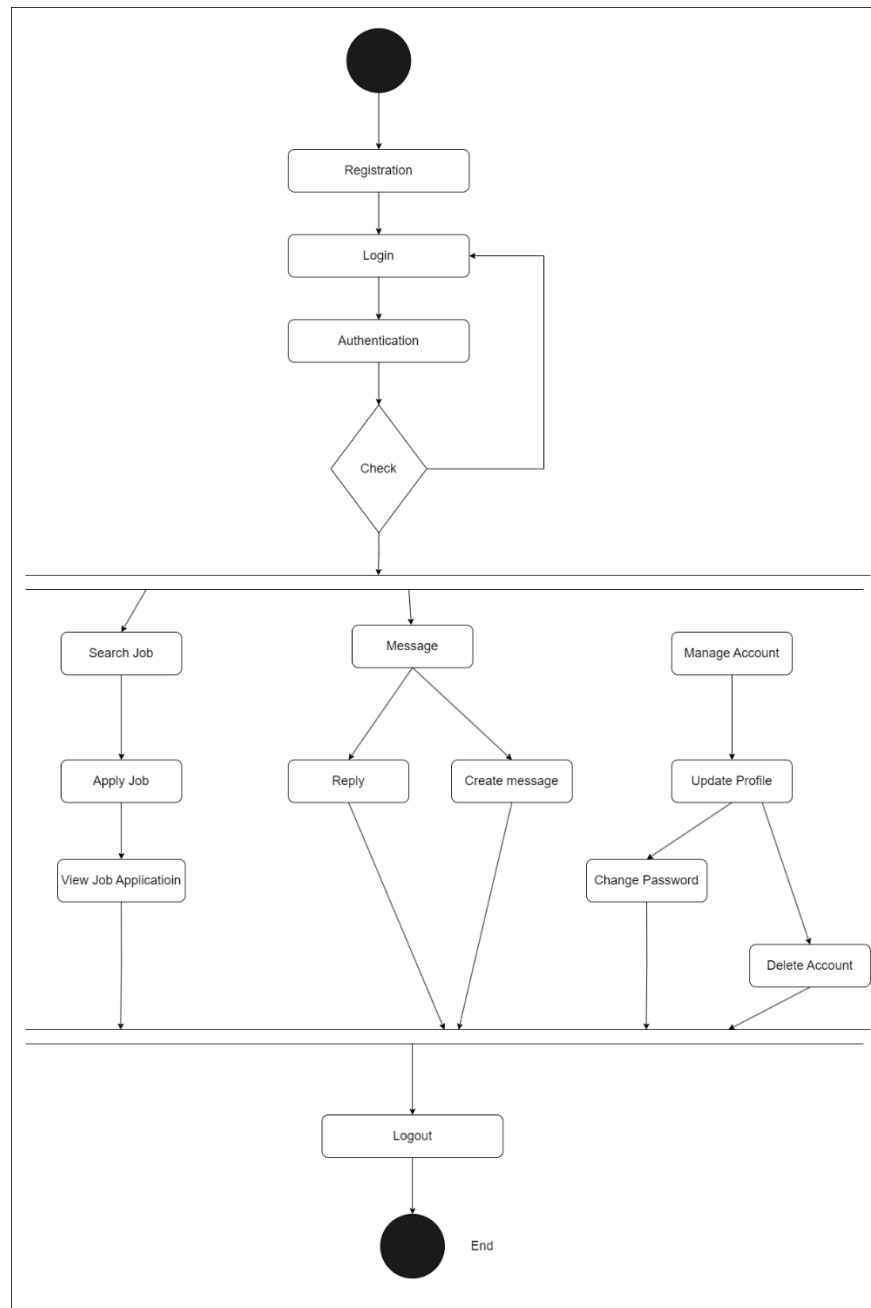 Registration
Login
Authentication
Check
Search Job
Message
Manage Account
Apply Job
Reply
Create message
Update Profile
View Job Applicatioin
Change Password
Delete Account
Logout
End